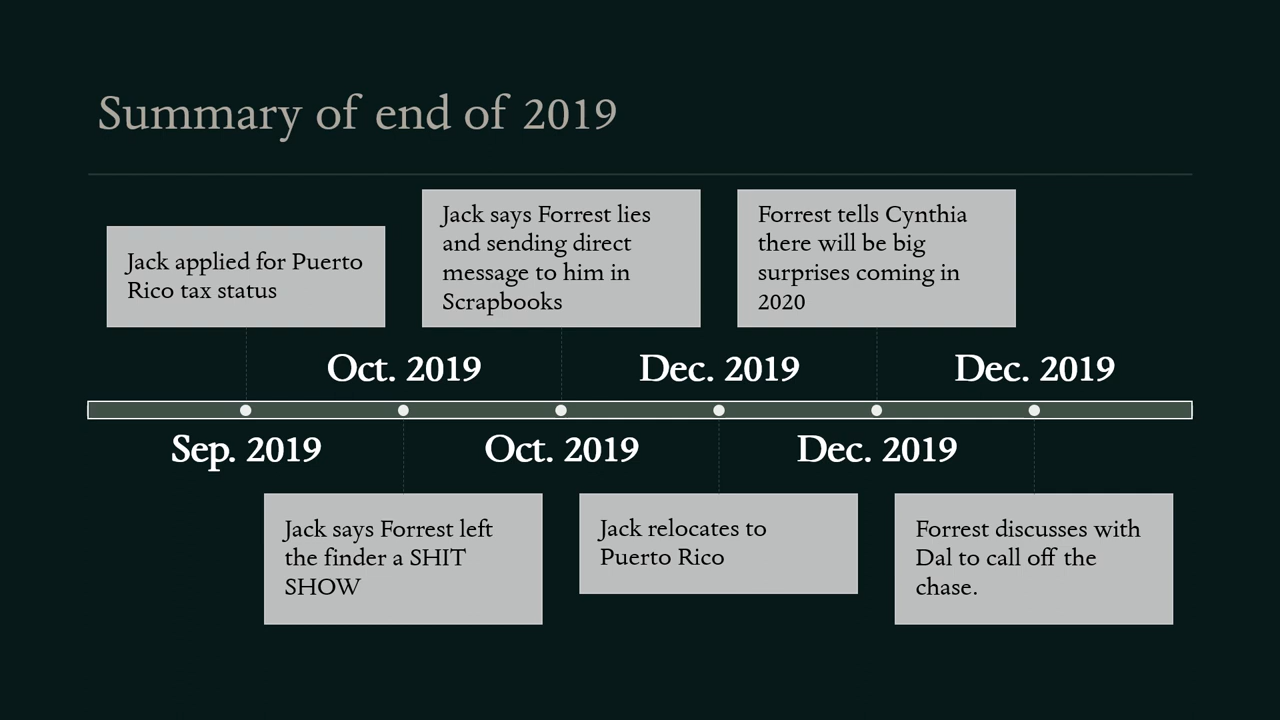 Summary of end of 2019
Jack applied for Puerto
Rico tax status
Jack says Forrest lies
and sending direct
message to him in
Scrapbooks
Forrest tells Cynthia
there will be big
surprises coming in
2020
Oct. 2019
Dec. 2019
Dec. 2019
Sep. 2019
Oct. 2019
Dec. 2019
Jack says Forrest left
the finder a SHIT
SHOW
Jack relocates to
Puerto Rico
Forrest discusses with
Dal to call off the
chase.